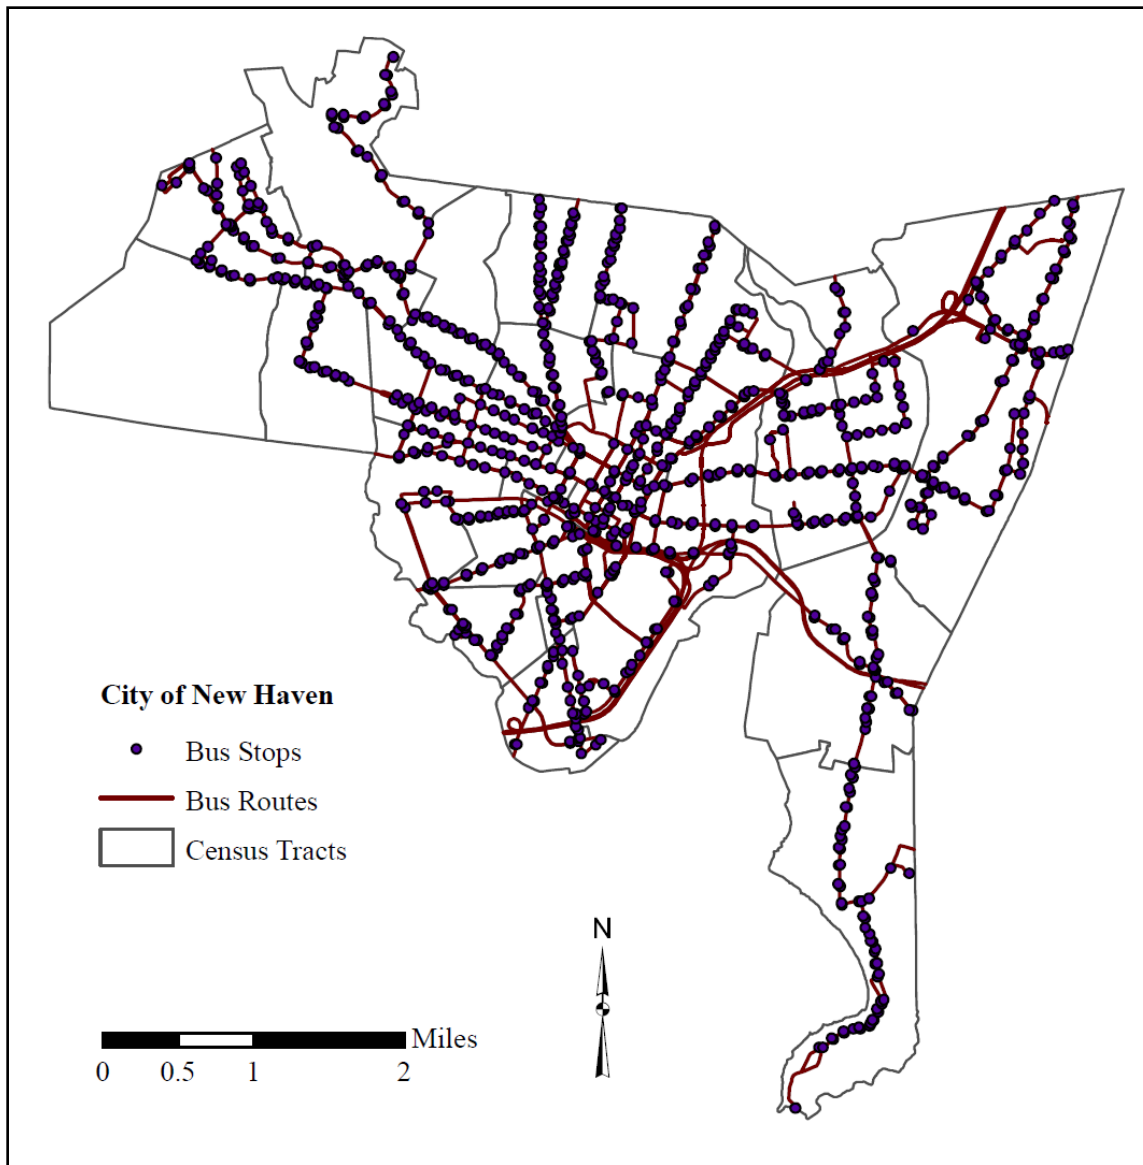 City of New Haven
Bus Stops
Bus Routes
Census Tracts
N
Miles
0 0.5 1 2